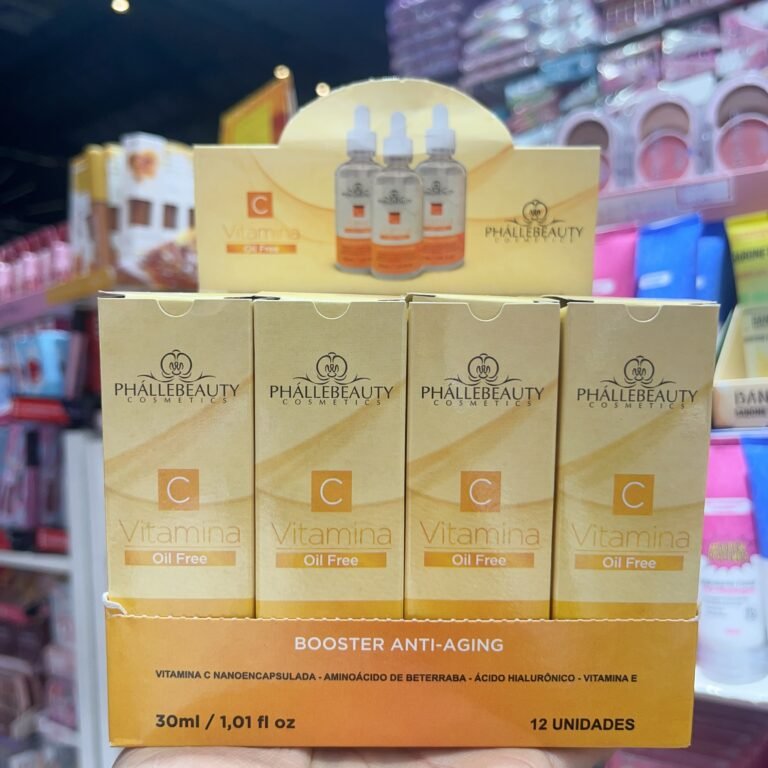 C
Vitamina
Oil Free
PHÁLLEBEAUTY
COSMETICS
PHÁLLEBEAUTY
COSMETICS
C
Vitamina
Oil Free
PHÁLLEBEAUTY
COSMETICS
C
Vitamina
Oil Free
PHÁLLEBEAUTY
COSMETICS
C
Vitamina
Oil Free
PHÁLLEBEAUTY
COSMETICS
C
Vitamina
Oil Free
BOOSTER ANTI-AGING
VITAMINA C NANOENCAPSULADA - AMINOÁCIDO DE BETERRABA - ÁCIDO HIALURÔNICO - VITAMINA E
30ml / 1,01 fl oz
12 UNIDADES